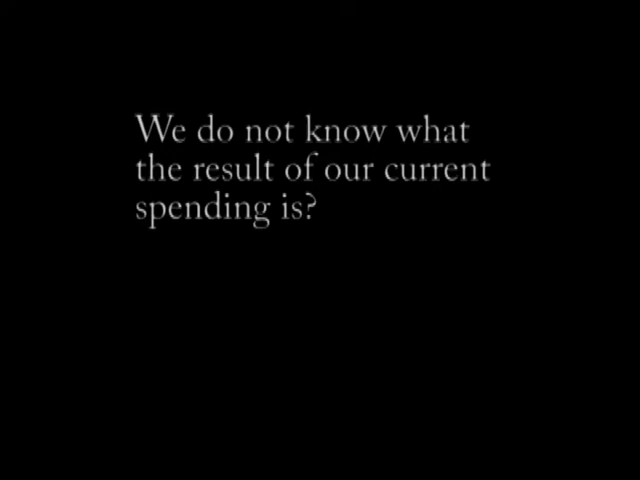 We do not know what
the result of our current
spending is?